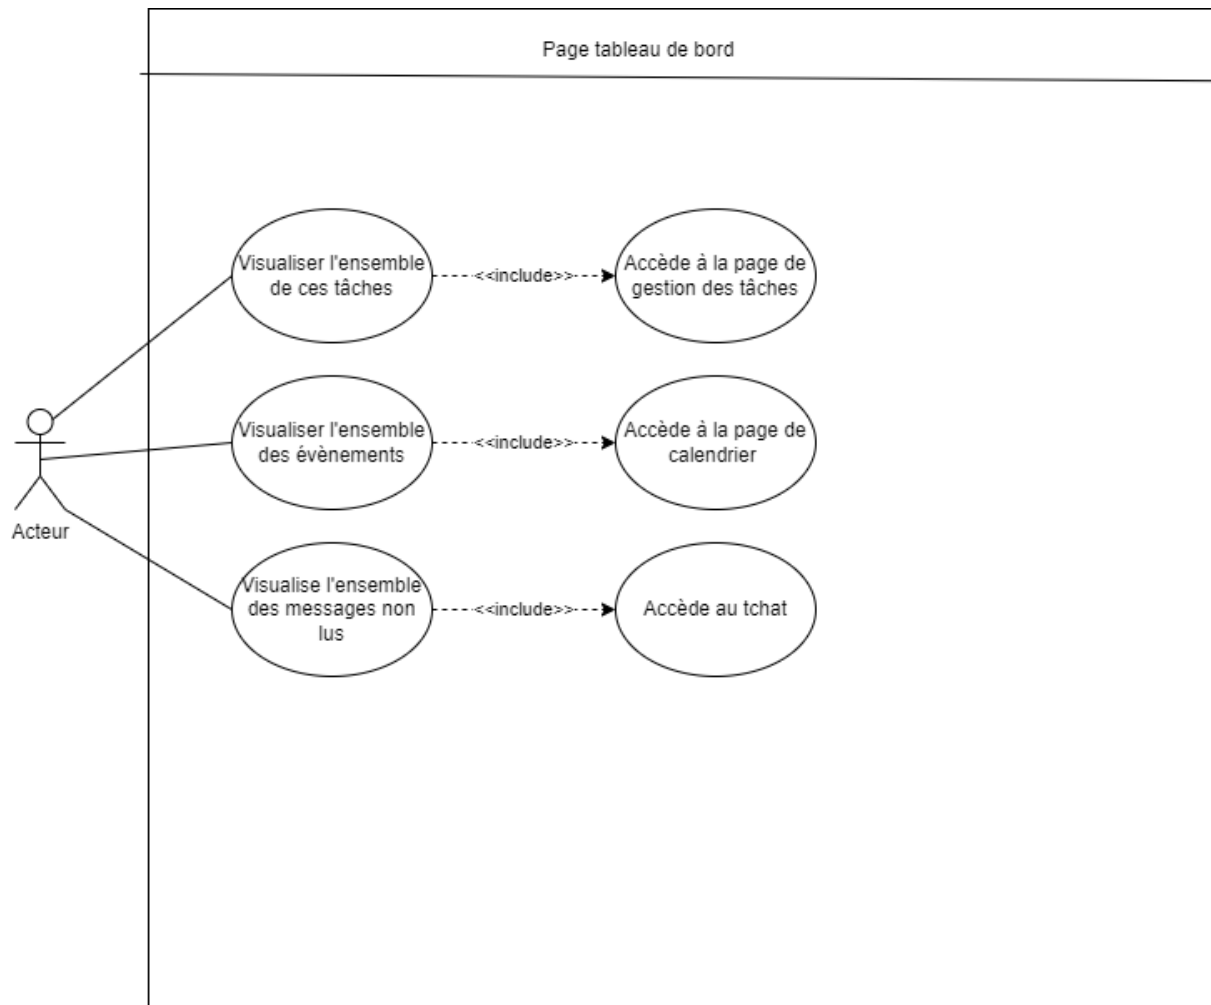 Page tableau de bord
Visualiser l'ensemble
de ces tâches
<<include>>
Accède à la page de
gestion des tâches
Visualiser l'ensemble
des évènements
<<include>>
Accède à la page de
calendrier
Acteur
Visualise l'ensemble
des messages non
lus
<<include>>
Accède au tchat